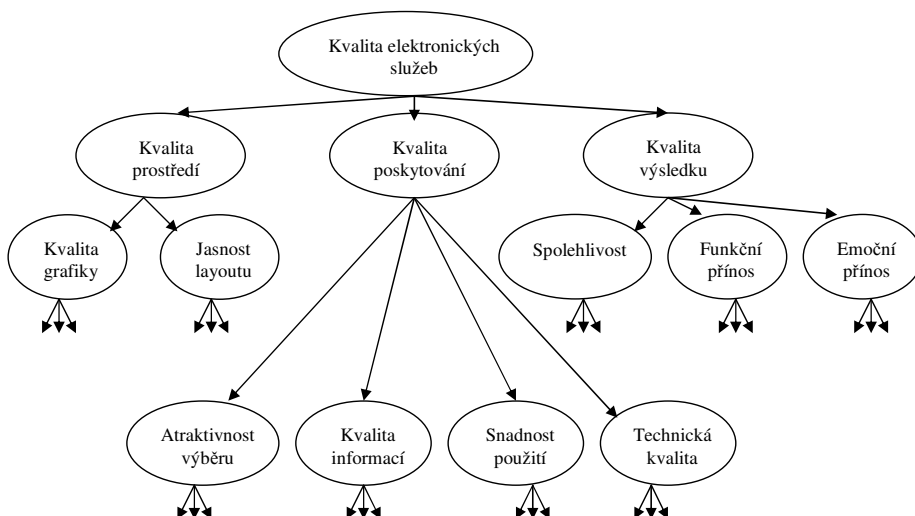 Kvalita elektronických
služeb
Kvalita
prostředí
Kvalita
poskytování
Kvalita
výsledku
Kvalita
grafiky
Jasnost
layoutu
Spolehlivost
Funkční
přínos
Emoční
přínos
Atraktivnost
výběru
Kvalita
informací
Snadnost
použití
Technická
kvalita